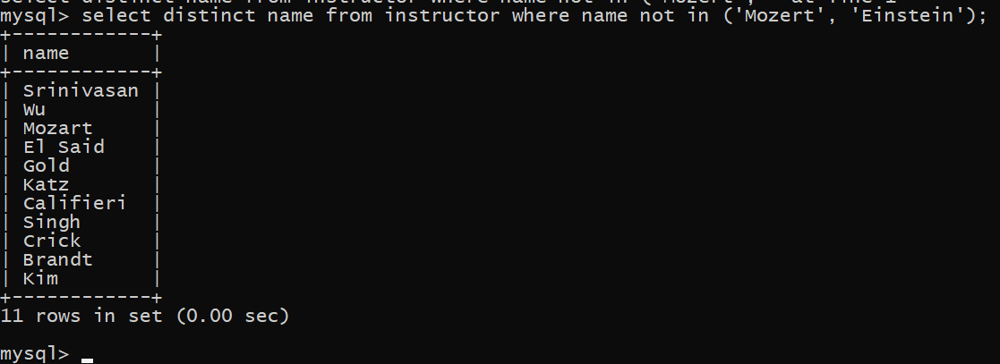 mysql> select distinct name from instructor where name not in ('Mozert', 'Einstein');
+------------+
| name       |
+------------+
| Srinivasan |
| Wu         |
| Mozart     |
| El Said    |
| Gold       |
| Katz       |
| Califieri  |
| Singh      |
| Crick      |
| Brandt     |
| Kim        |
+------------+
11 rows in set (0.00 sec)
mysql> _